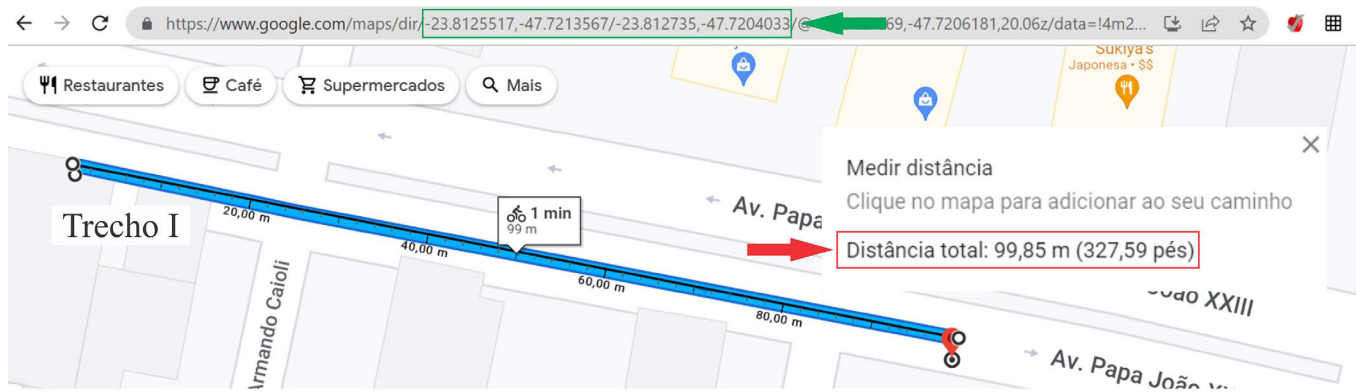 https://www.google.com/maps/dir/-23.8125517,-47.7213567/-23.812735,-47.7204033/@ 69,-47.7206181,20.06z/data=!4m2...
Restaurantes
Café
Supermercados
Mais
Sukiya's
Japonesa • $$
Trecho I
20,00 m
40,00 m
60,00 m
80,00 m
1 min
99 m
Medir distância
Clique no mapa para adicionar ao seu caminho
Distância total: 99,85 m (327,59 pés)
Av. Papa
João XXIII
Armando Caioli
Av. Papa João